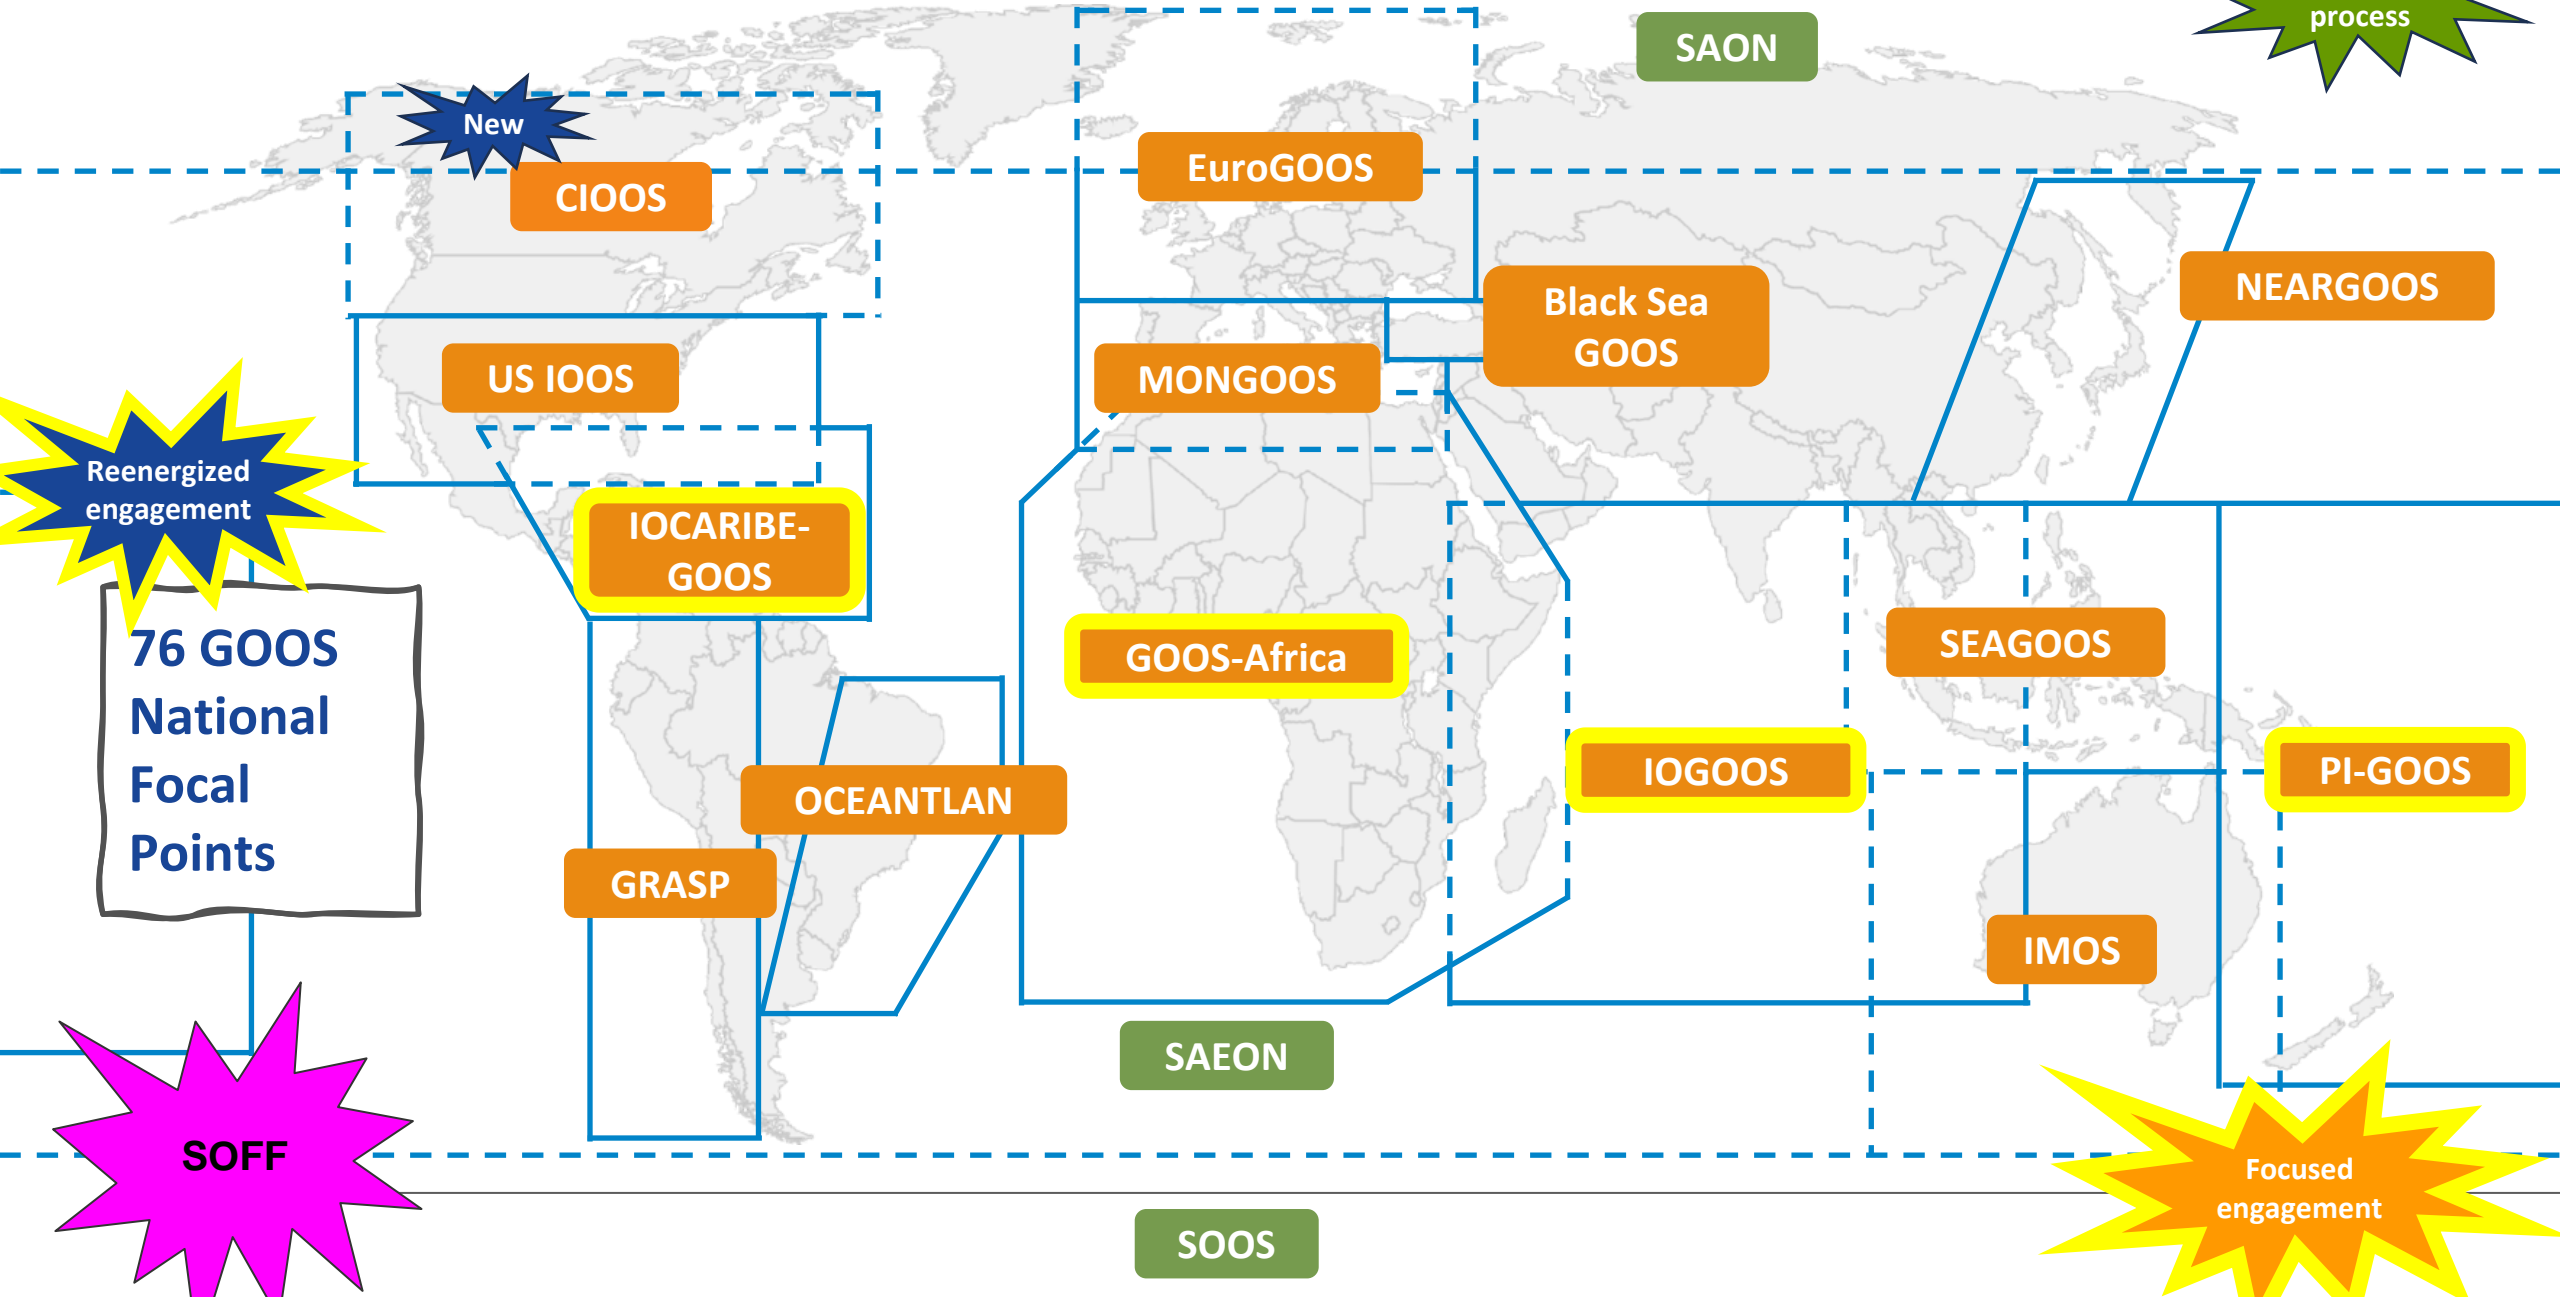 process
SAON
New
CIOOS
EuroGOOS
Black Sea
GOOS
NEARGOOS
US IOOS
MONGOOS
Reenergized
engagement
IOCARIBE-
GOOS
76 GOOS
National
Focal
Points
GOOS-Africa
SEAGOOS
IOGOOS
PI-GOOS
OCEANTLAN
GRASP
IMOS
SAEON
SOFF
Focused
engagement
SOOS